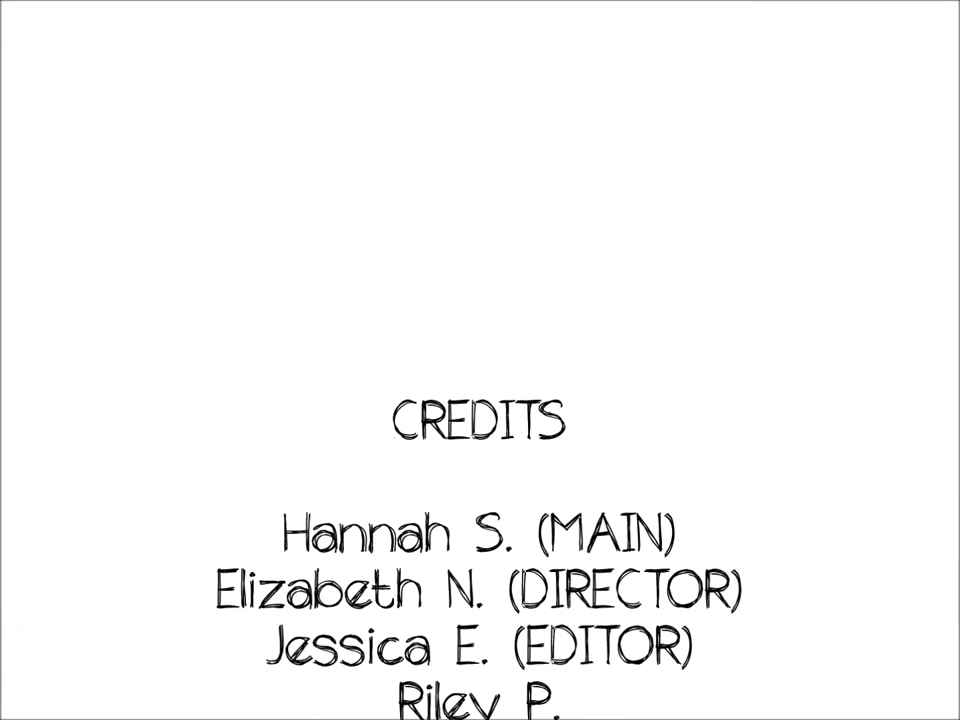 CREDITS
Hannah S. (MAIN)
Elizabeth N. (DIRECTOR)
Jessica E. (EDITOR)
Riley P.